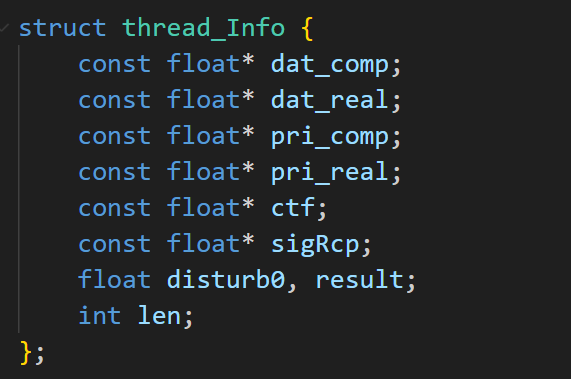 struct thread_Info {
    const float* dat_comp;
    const float* dat_real;
    const float* pri_comp;
    const float* pri_real;
    const float* ctf;
    const float* sigRcp;
    float disturb0, result;
    int len;
};